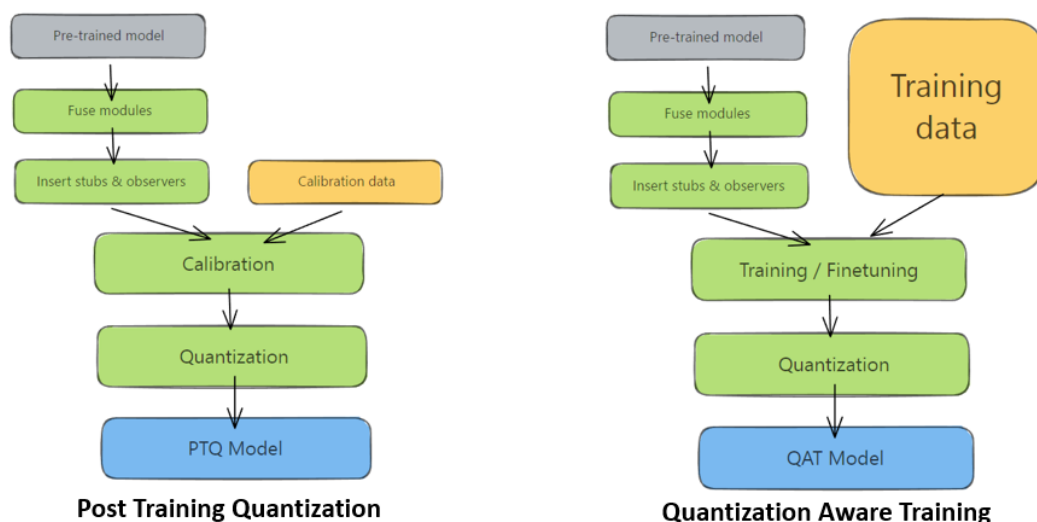 Pre-trained model
Fuse modules
Insert stubs & observers
Calibration data
Calibration
Quantization
PTQ Model
Post Training Quantization
Pre-trained model
Training
data
Fuse modules
Insert stubs & observers
Training / Finetuning
Quantization
QAT Model
Quantization Aware Training